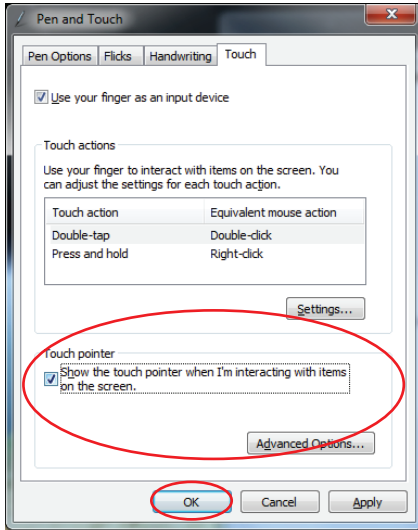 Pen and Touch
Pen Options Flicks Handwriting Touch
Use your finger as an input device
Touch actions
Use your finger to interact with items on the screen. You
can adjust the settings for each touch action.
Touch action Equivalent mouse action
Double-tap Double-click
Press and hold Right-click
Settings...
Touch pointer
Show the touch pointer when I'm interacting with items
on the screen.
Advanced Options...
OK Cancel Apply